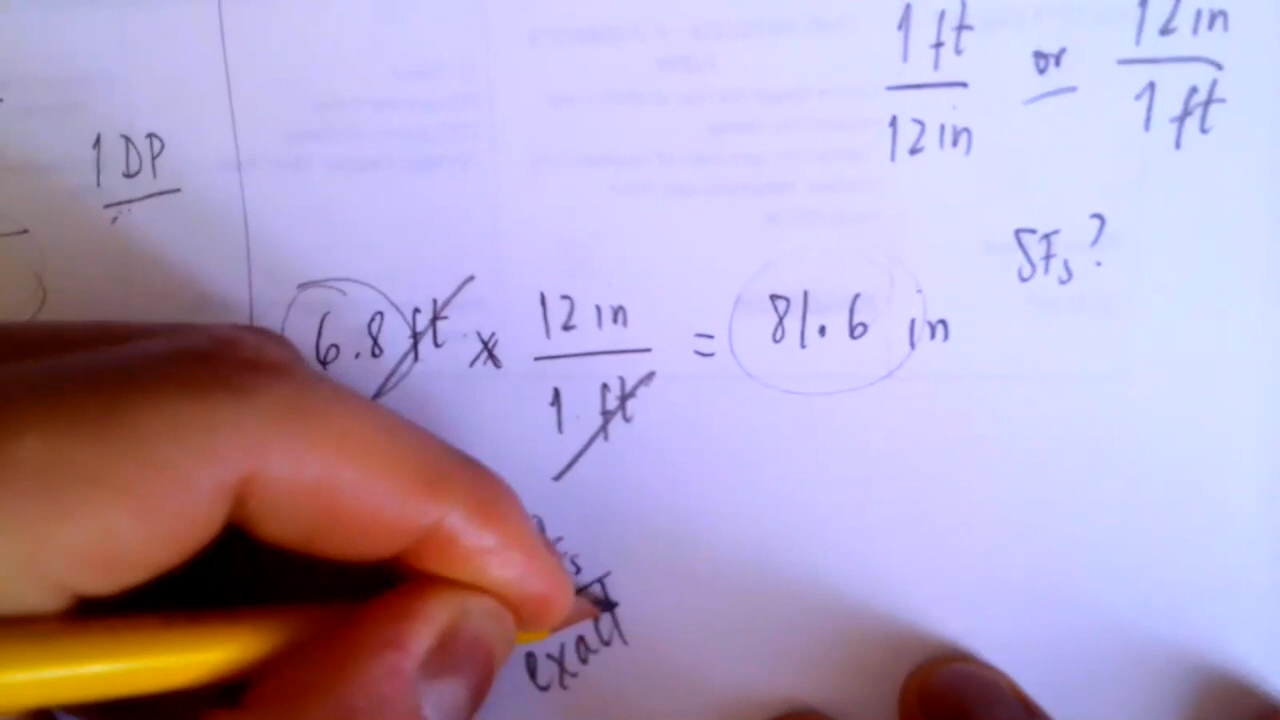 1 ft / 12 in or 12 in / 1 ft
1 DP
SFs?
6.8 ft x 12 in / 1 ft = 81.6 in
exact